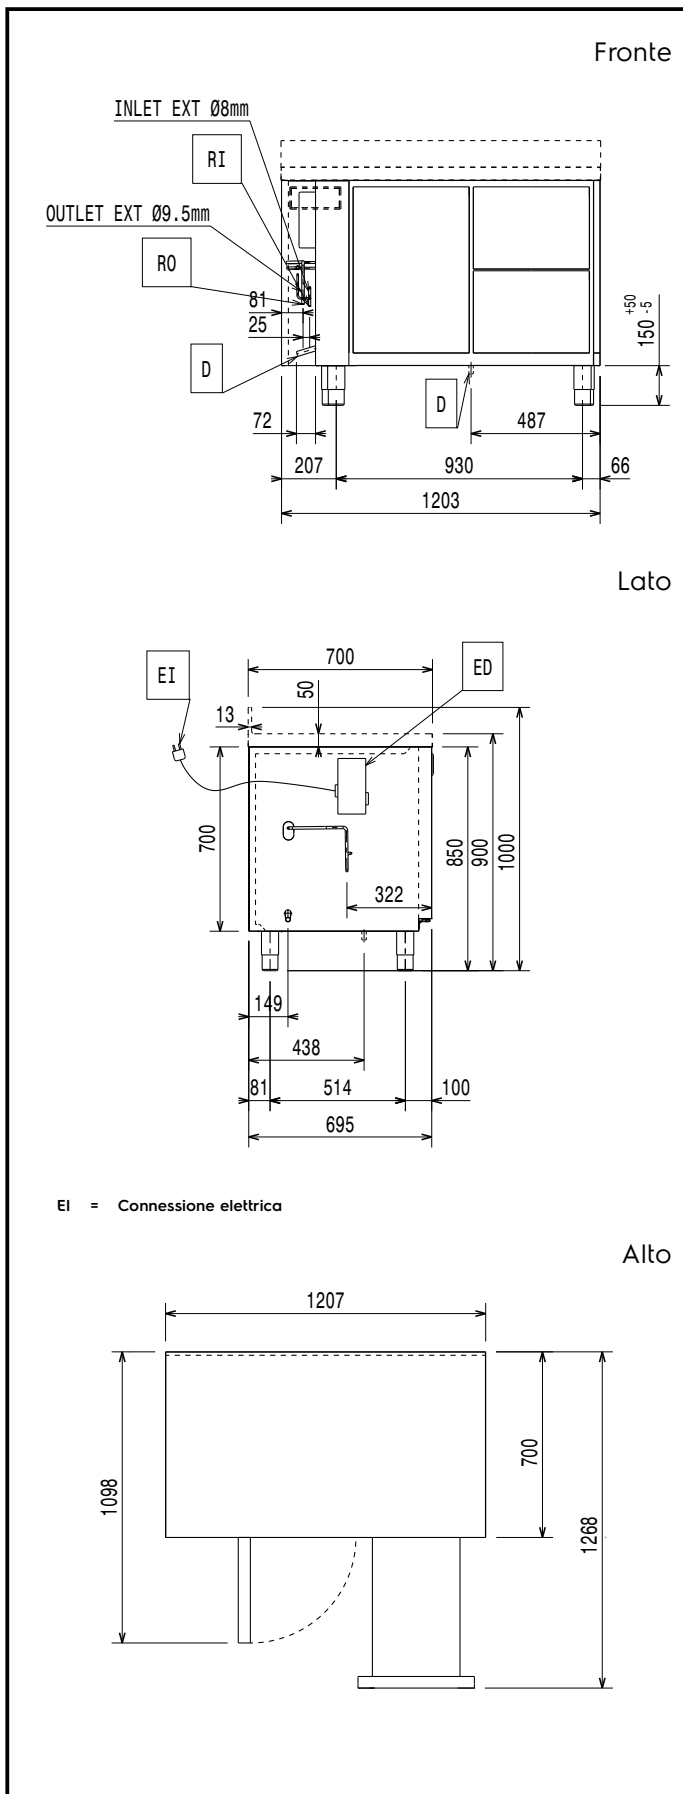 Fronte
INLET EXT Ø8mm
RI
OUTLET EXT Ø9.5mm
RO
81
25
D
D
150 +50 -5
72
487
207
930
66
1203
Lato
EI
700
ED
50
13
700
850
900
1000
322
149
438
81
514
100
695
EI = Connessione elettrica
Alto
1207
1098
700
1268